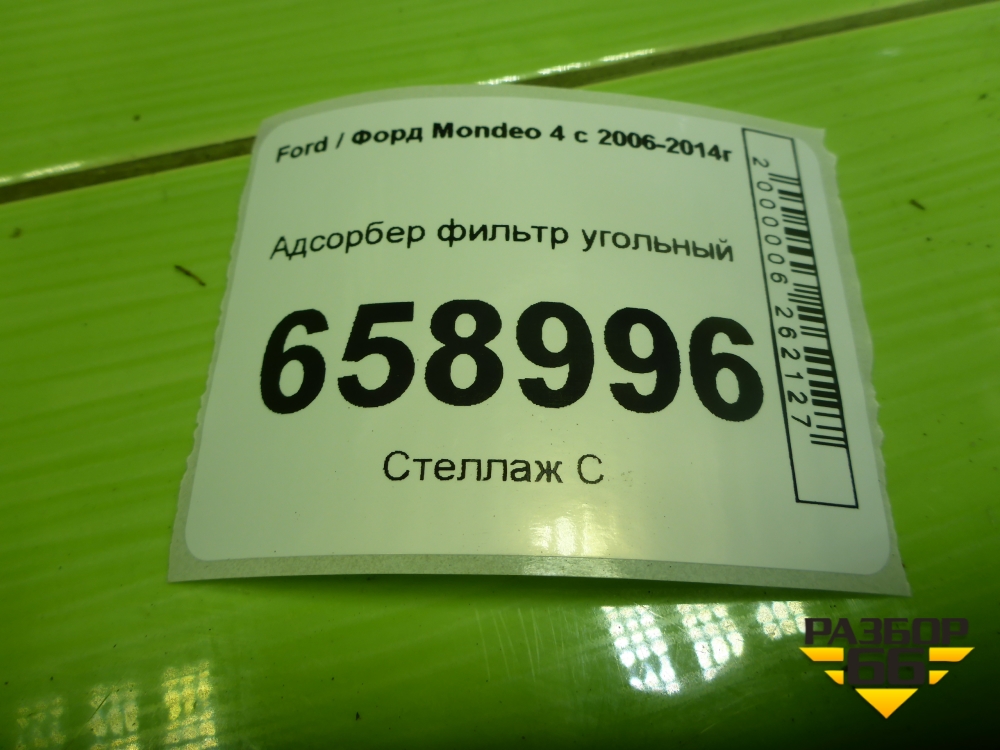 Ford / Форд Mondeo 4 с 2006-2014г
Адсорбер фильтр угольный
658996
Стеллаж С
2000006262127
РАЗБОР
66